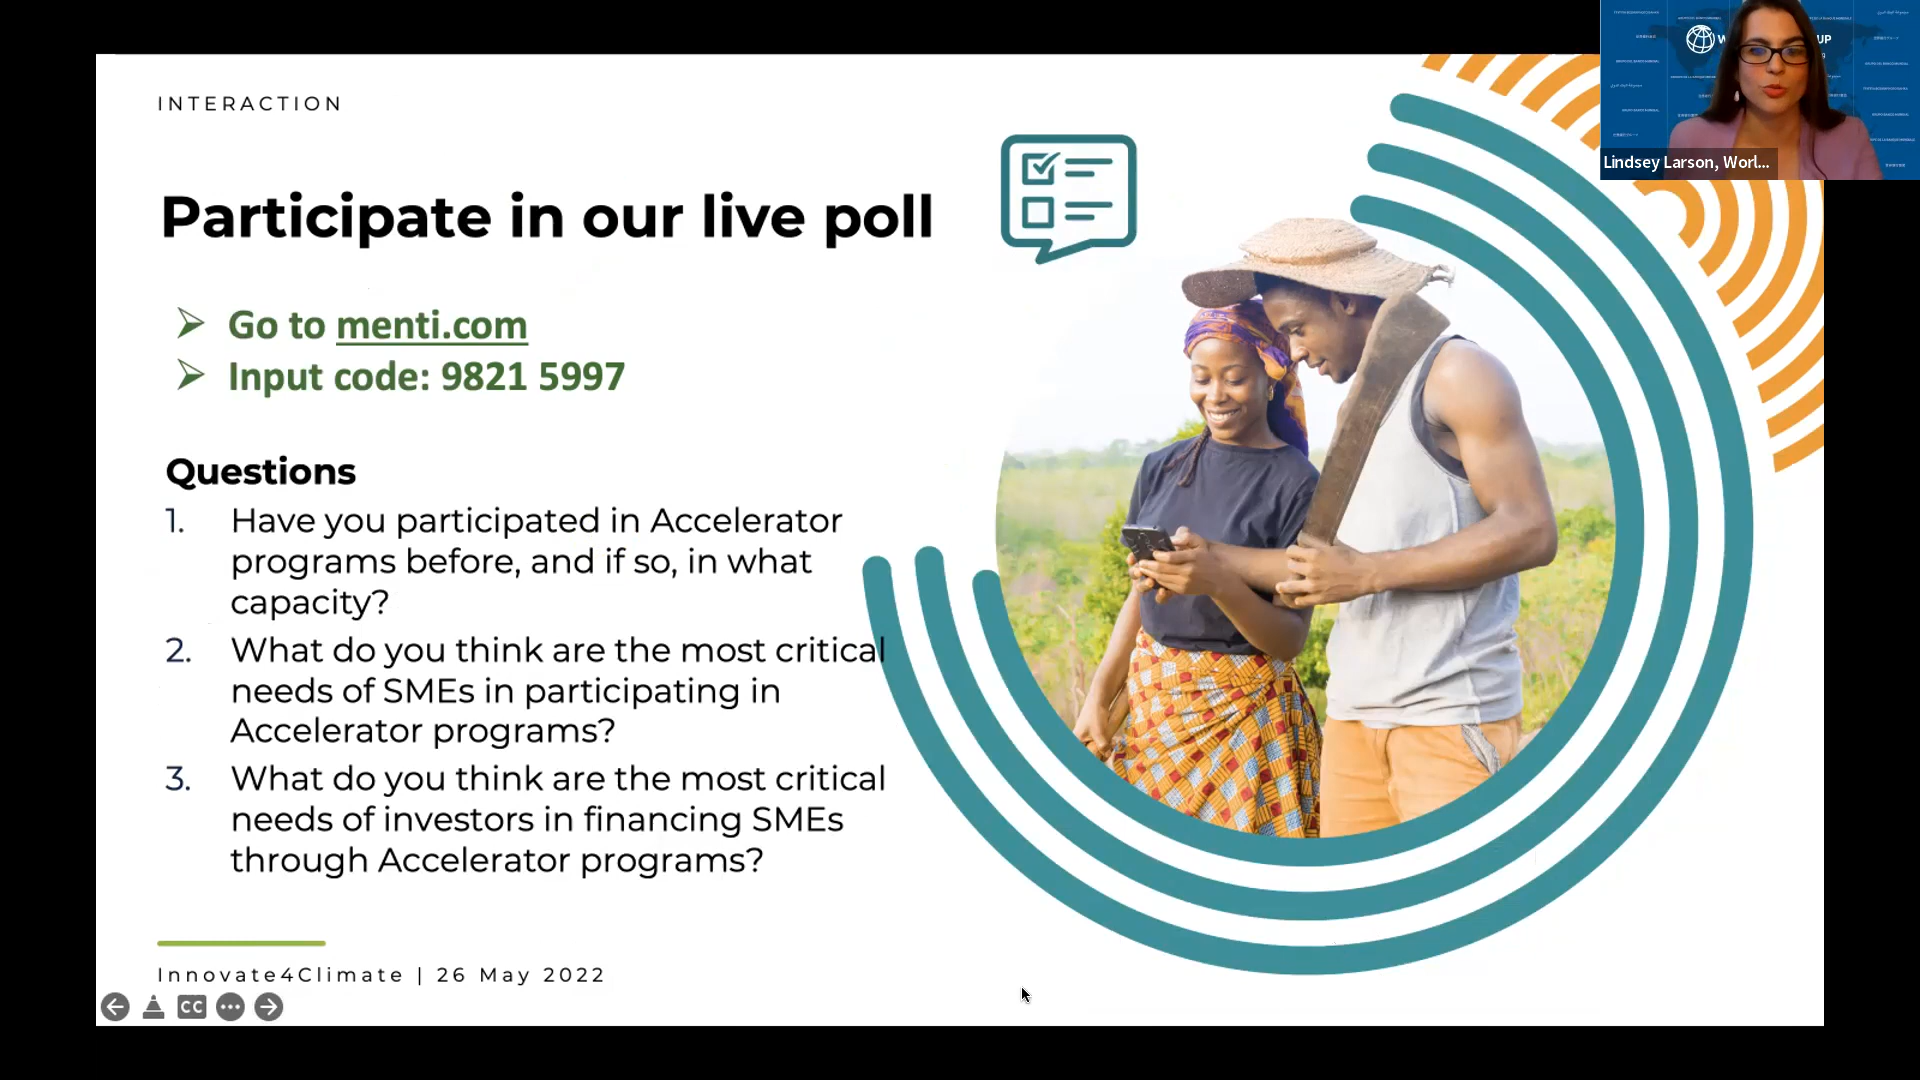 INTERACTION
Participate in our live poll
Go to menti.com
Input code: 9821 5997
Questions
1. Have you participated in Accelerator
programs before, and if so, in what
capacity?
2. What do you think are the most critical
needs of SMEs in participating in
Accelerator programs?
3. What do you think are the most critical
needs of investors in financing SMEs
through Accelerator programs?
Innovate4Climate | 26 May 2022
CC
UP
Lindsey Larson, Worl...